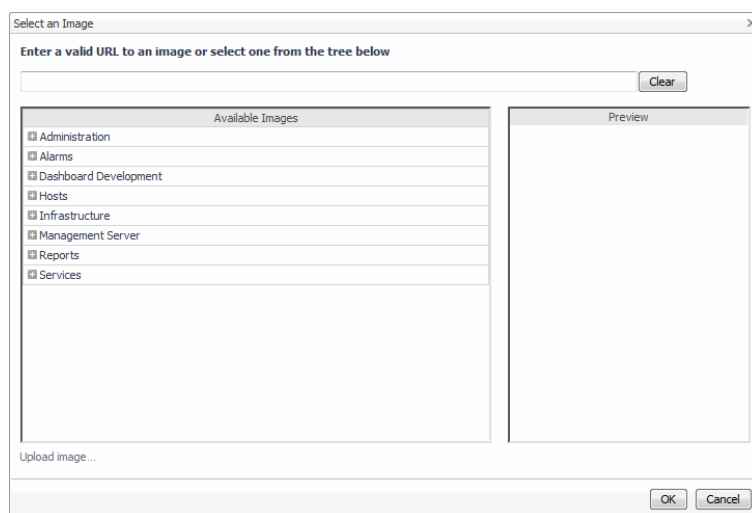 Select an Image
Enter a valid URL to an image or select one from the tree below
Clear
Available Images
Preview
Administration
Alarms
Dashboard Development
Hosts
Infrastructure
Management Server
Reports
Services
Upload image...
OK
Cancel